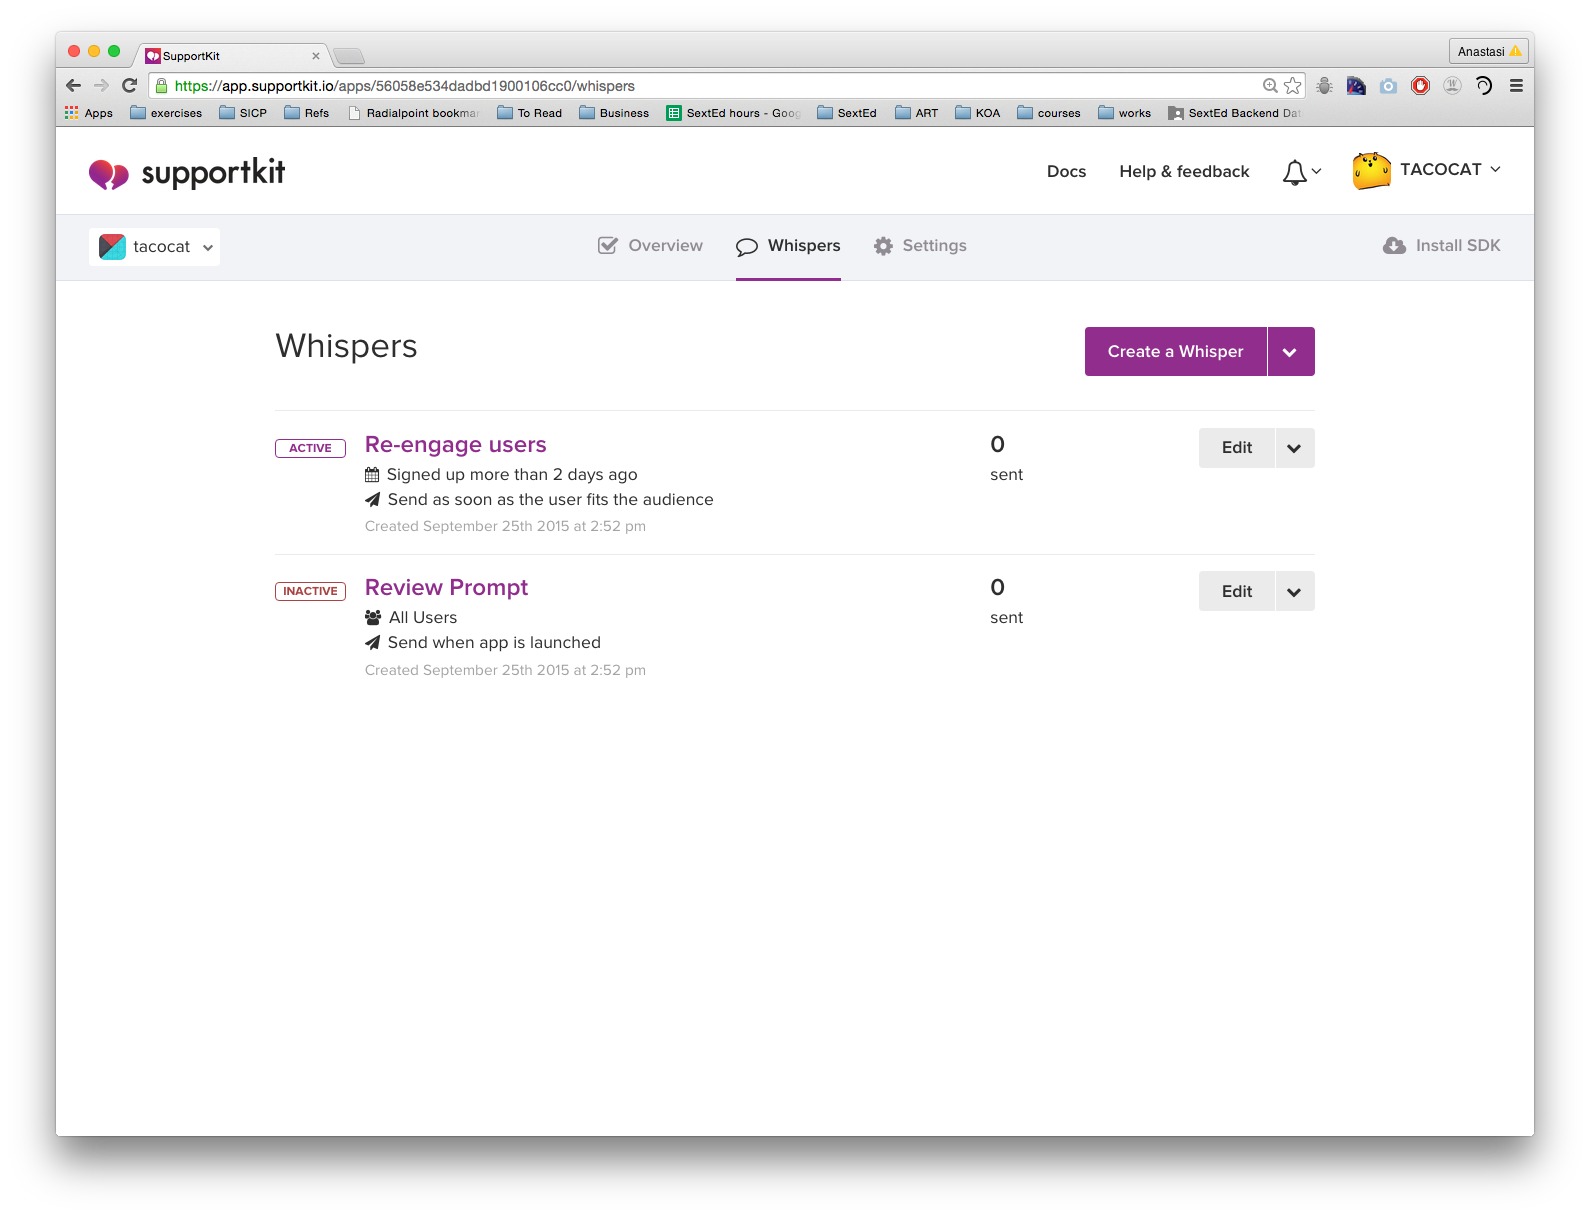 SupportKit
Anastasi
https://app.supportkit.io/apps/56058e534dadbd1900106cc0/whispers
Apps exercises SICP Refs Radialpoint bookmar To Read Business SextEd hours - Goog SextEd ART KOA courses works SextEd Backend Dat
supportkit
Docs Help & feedback TACOCAT
tacocat Overview Whispers Settings Install SDK
Whispers Create a Whisper
ACTIVE Re-engage users 0 Edit
Signed up more than 2 days ago sent
Send as soon as the user fits the audience
Created September 25th 2015 at 2:52 pm
INACTIVE Review Prompt 0 Edit
All Users sent
Send when app is launched
Created September 25th 2015 at 2:52 pm